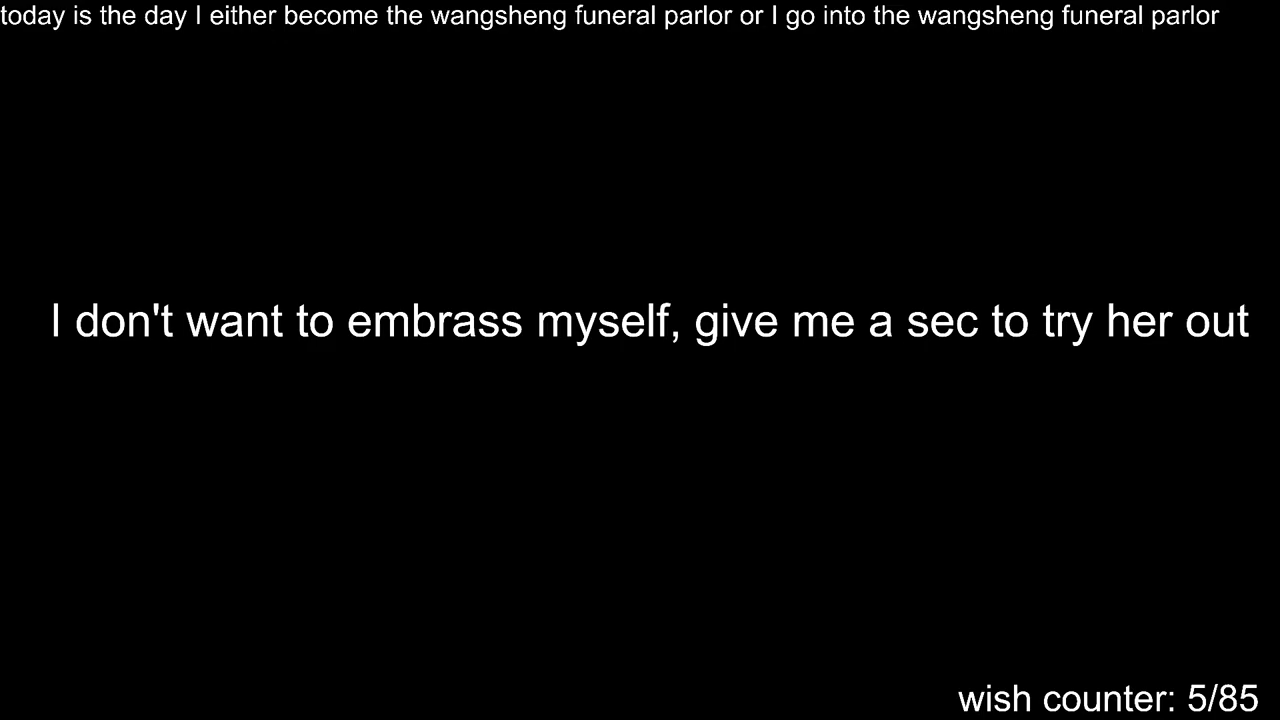 today is the day I either become the wangsheng funeral parlor or I go into the wangsheng funeral parlor
I don't want to embrass myself, give me a sec to try her out
wish counter: 5/85